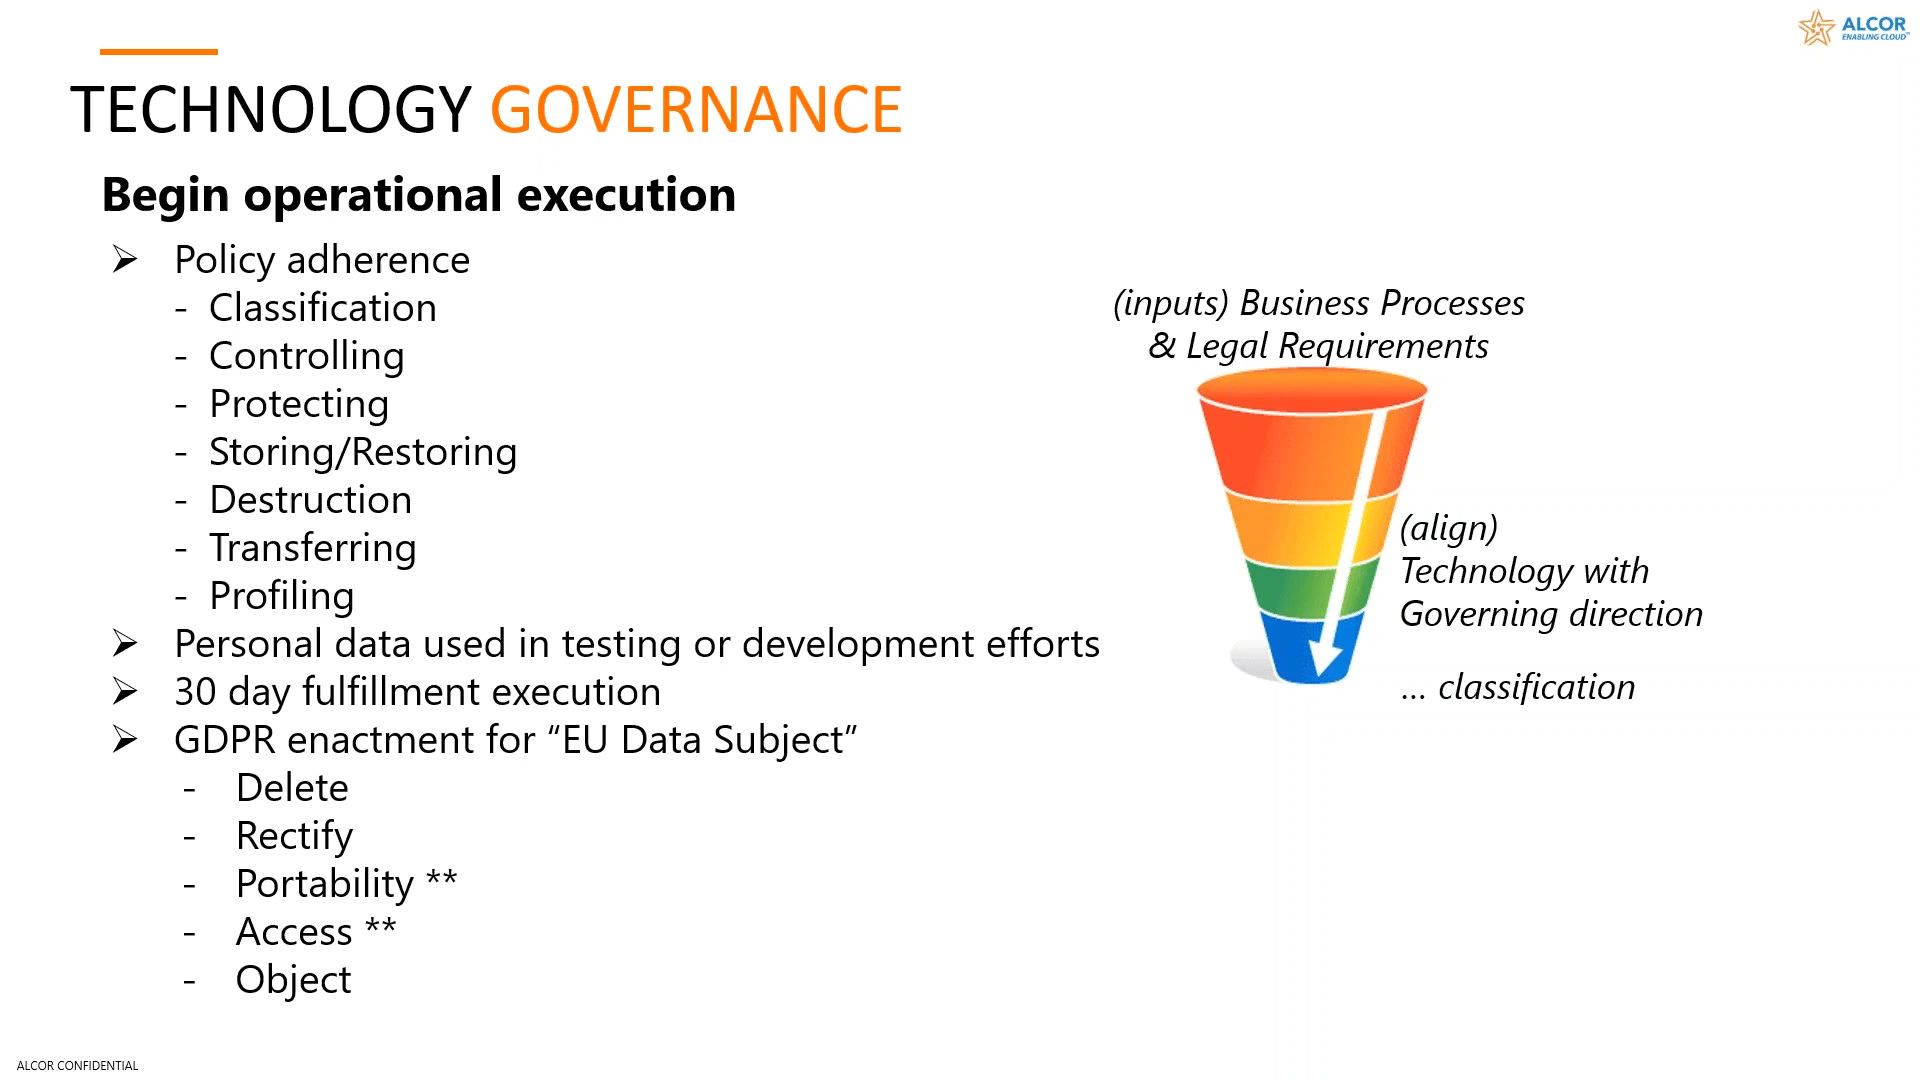 ALCOR
ENABLING CLOUD™
TECHNOLOGY GOVERNANCE
Begin operational execution
➢ Policy adherence
- Classification
- Controlling
- Protecting
- Storing/Restoring
- Destruction
- Transferring
- Profiling
➢ Personal data used in testing or development efforts
➢ 30 day fulfillment execution
➢ GDPR enactment for “EU Data Subject”
- Delete
- Rectify
- Portability **
- Access **
- Object
(inputs) Business Processes
& Legal Requirements
(align)
Technology with
Governing direction
... classification
ALCOR CONFIDENTIAL